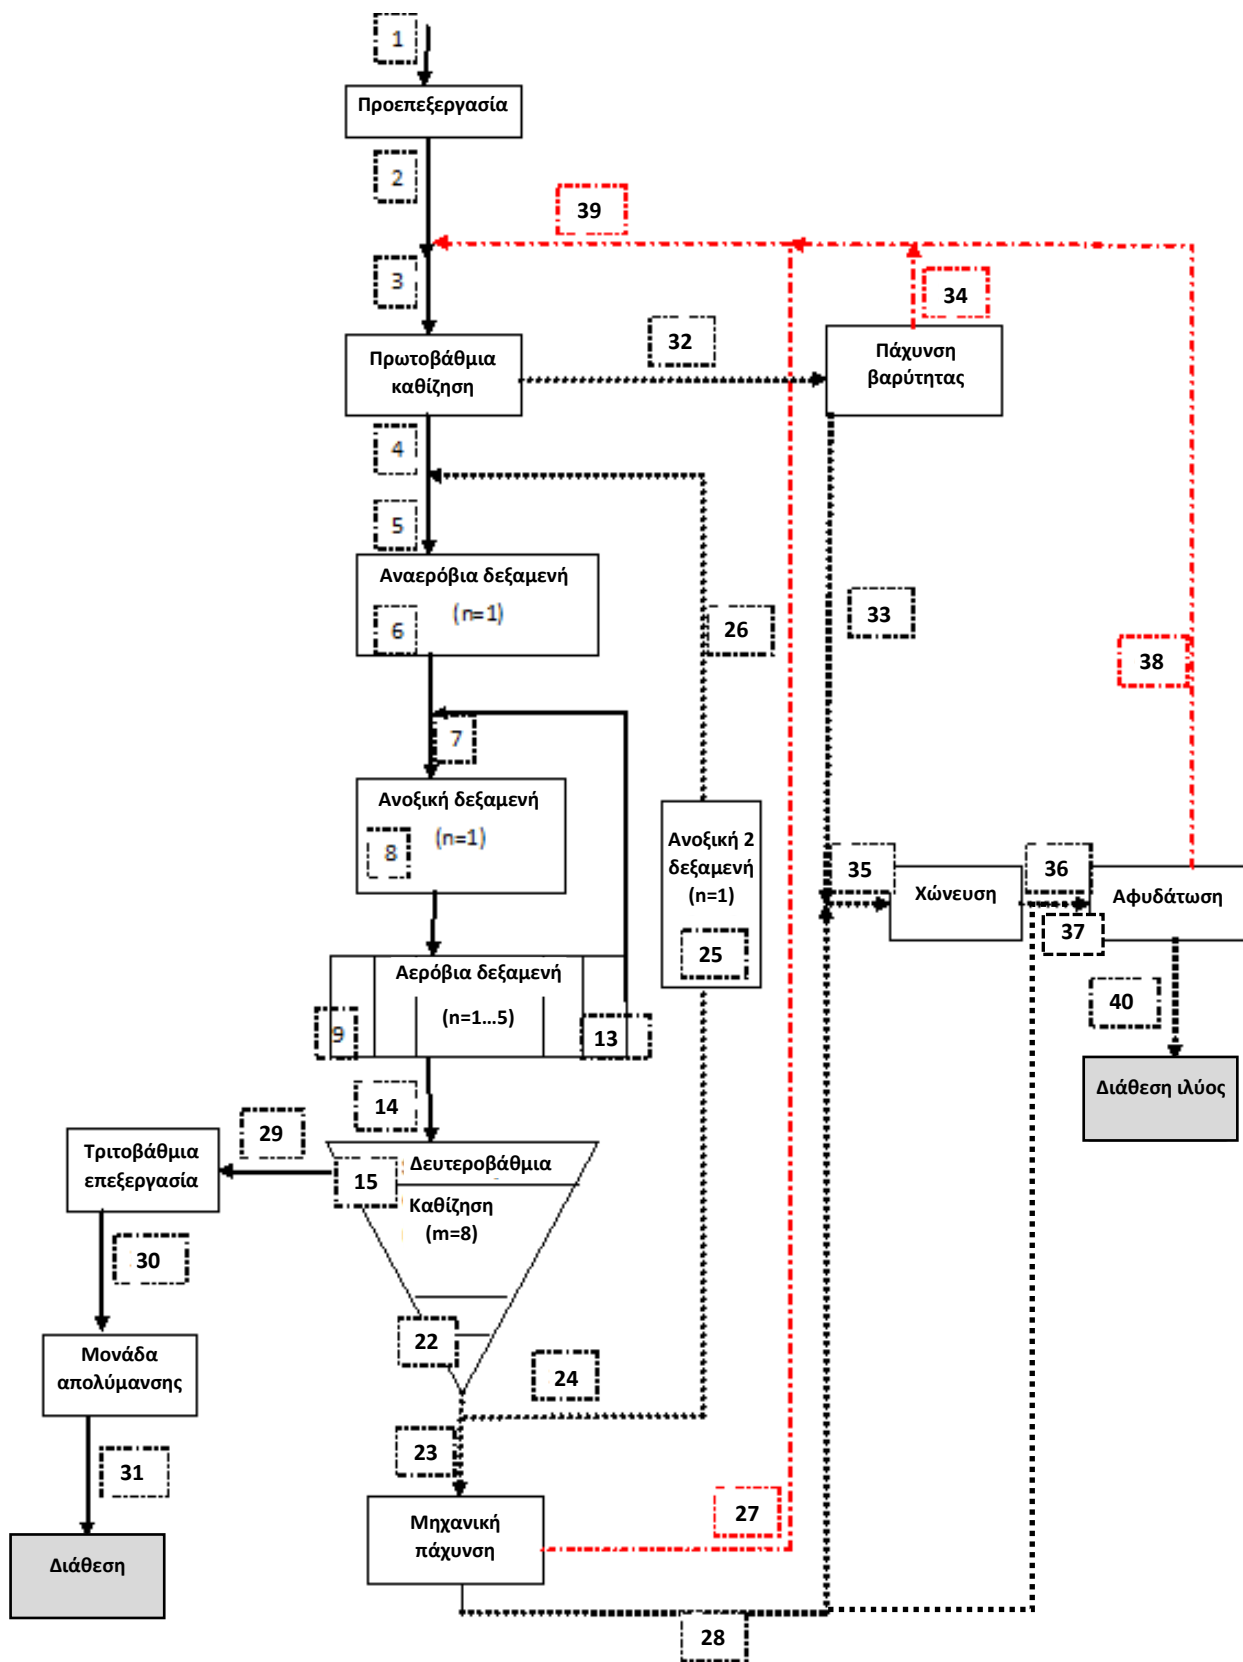 1
Προεπεξεργασία
2
39
3
34
32
Πρωτοβάθμια
καθίζηση
Πάχυνση
βαρύτητας
4
5
Αναερόβια δεξαμενή
(n=1)
6
26
33
38
7
Ανοξική δεξαμενή
(n=1)
8
Ανοξική 2
δεξαμενή
(n=1)
25
35
Χώνευση
36
37
Αφυδάτωση
Αερόβια δεξαμενή
(n=1...5)
9
13
40
Διάθεση ιλύος
14
29
Τριτοβάθμια
επεξεργασία
15
Δευτεροβάθμια
Καθίζηση
(m=8)
30
22
Μονάδα
απολύμανσης
24
23
31
27
Μηχανική
πάχυνση
Διάθεση
28